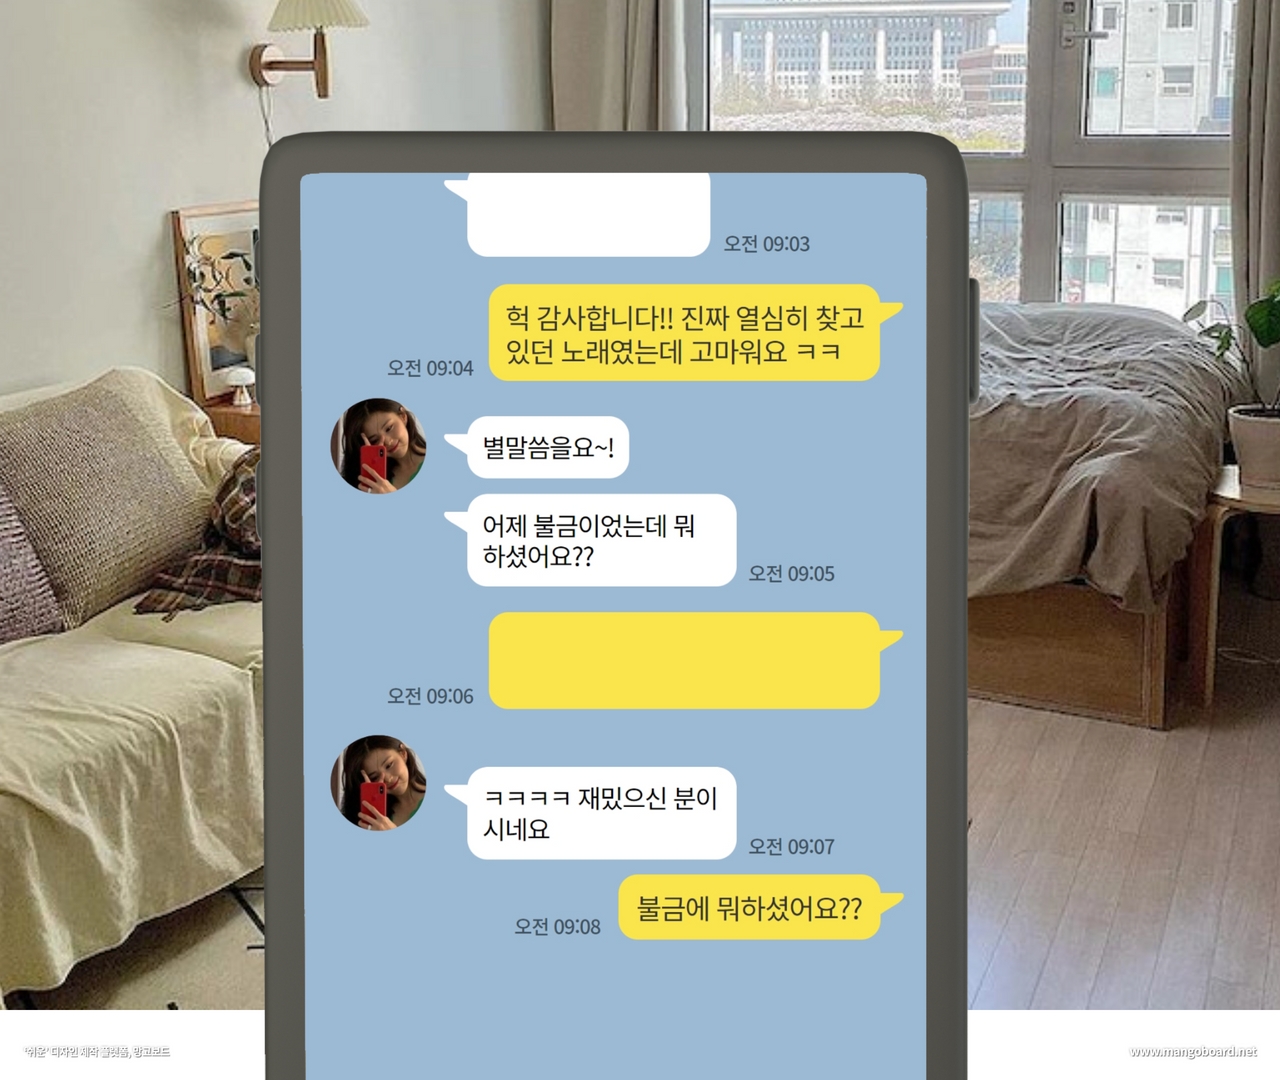 오전 09:03
헉 감사합니다!! 진짜 열심히 찾고
있던 노래였는데 고마워요 ㅋㅋ
오전 09:04
별말씀을요~!
어제 불금이었는데 뭐
하셨어요??
오전 09:05
오전 09:06
ㅋㅋㅋㅋ 재밌으신 분이
시네요
오전 09:07
불금에 뭐하셨어요??
오전 09:08
'쉬운' 디자인 제작 플랫폼, 망고보드
www.mangoboard.net